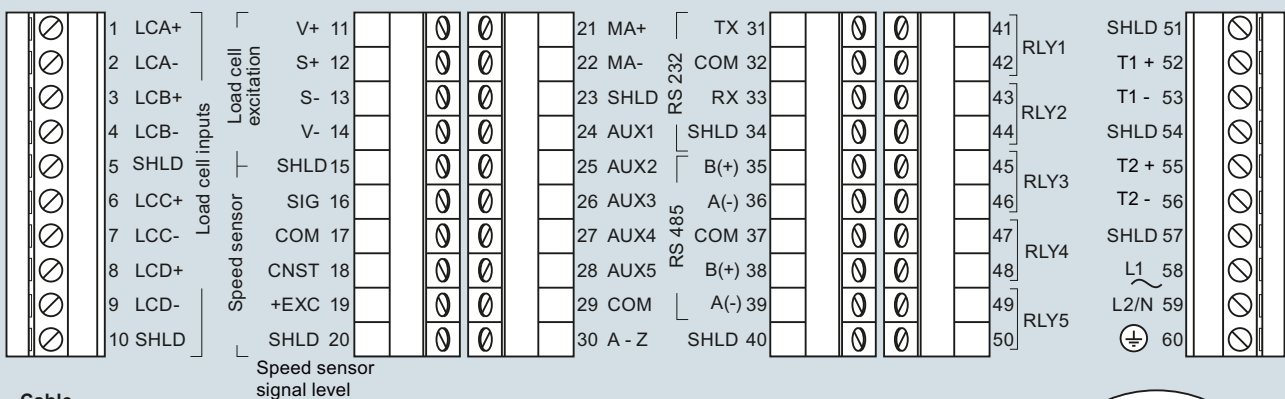 1 LCA+
2 LCA-
3 LCB+
4 LCB-
5 SHLD
6 LCC+
7 LCC-
8 LCD+
9 LCD-
10 SHLD
Load cell inputs
Load cell
excitation
Speed sensor
V+ 11
S+ 12
S- 13
V- 14
SHLD 15
SIG 16
COM 17
CNST 18
+EXC 19
SHLD 20
Speed sensor
signal level
21 MA+
22 MA-
23 SHLD
24 AUX1
25 AUX2
26 AUX3
27 AUX4
28 AUX5
29 COM
30 A - Z
RS 232
RS 485
TX 31
COM 32
RX 33
SHLD 34
B(+) 35
A(-) 36
COM 37
B(+) 38
A(-) 39
SHLD 40
41
42
RLY1
43
44
RLY2
45
46
RLY3
47
48
RLY4
49
50
RLY5
SHLD 51
T1 + 52
T1 - 53
SHLD 54
T2 + 55
T2 - 56
SHLD 57
L1 58
L2/N 59
60
Cable